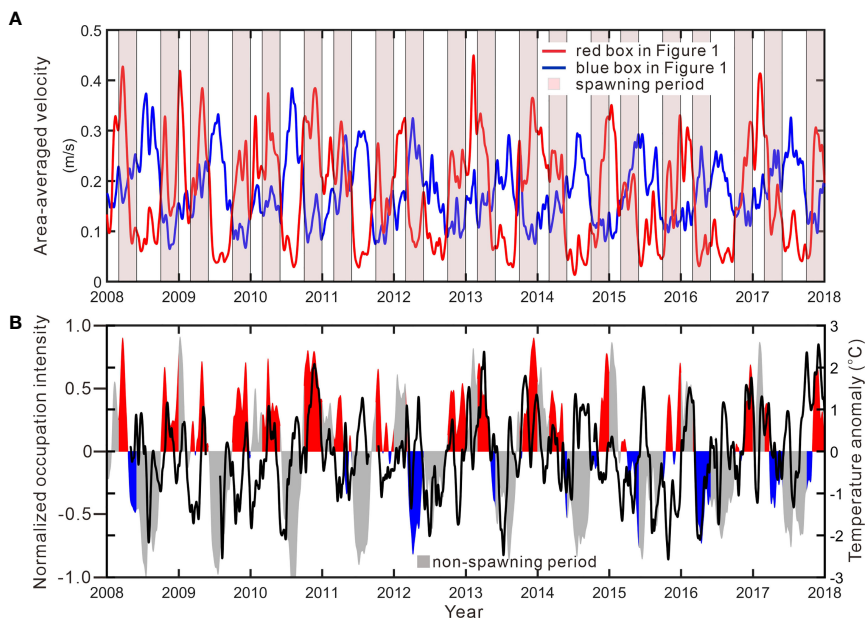 A
0.5
0.4
0.3
0.2
0.1
0
Area-averaged velocity
(m/s)
red box in Figure 1
blue box in Figure 1
spawning period
2008 2009 2010 2011 2012 2013 2014 2015 2016 2017 2018
B
1.0
0.5
0
-0.5
-1.0
Normalized occupation intensity
3
2
1
0
-1
-2
-3
Temperature anomaly (°C)
non-spawning period
2008 2009 2010 2011 2012 2013 2014 2015 2016 2017 2018
Year